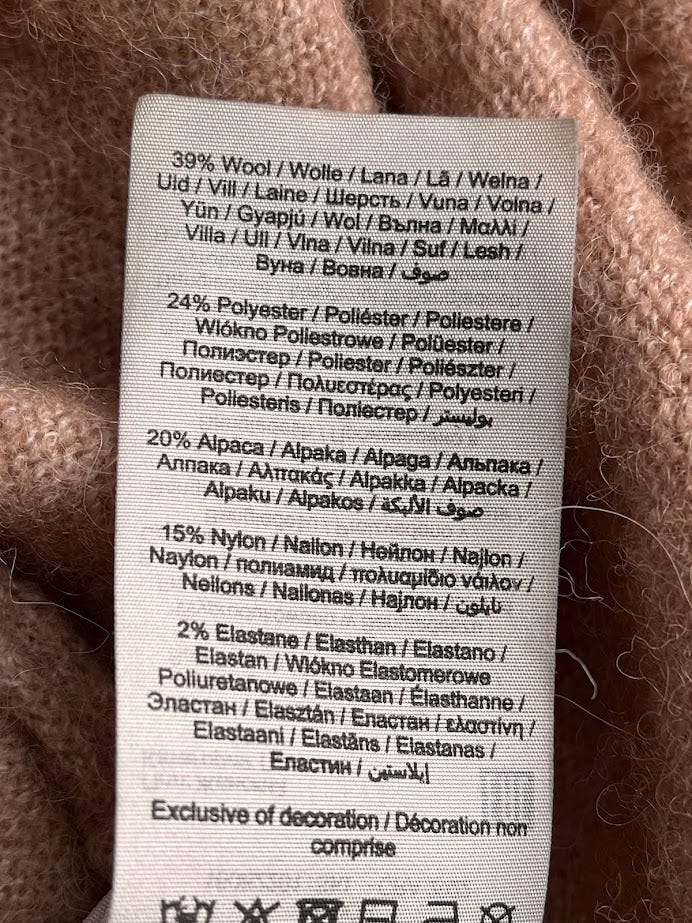 39% Wool / Wolle / Lana / Lã / Wełna /
Uld / Vill / Laine / Шерсть / Vuna / Volna /
Yün / Gyapjú / Wol / Вълна / Μαλλί /
Villa / Ull / Vlna / Vilna / Suf / Lesh /
Вуна / Вовна / صوف
24% Polyester / Poliéster / Poliestere /
Włókno Poliestrowe / Polüester /
Полиэстер / Poliester / Poliészter /
Полиестер / Πολυεστέρας / Polyesteri /
Poliesteris / Поліестер / بوليستر
20% Alpaca / Alpaka / Alpaga / Альпака /
Алпака / Αλπακάς / Alpakka / Alpacka /
Alpaku / Alpakos / صوف الألبكة
15% Nylon / Nailon / Нейлон / Najlon /
Naylon / полиамид / πολυαμίδιο νάιλον /
Neilons / Nailonas / Најлон / نايلون
2% Elastane / Elasthan / Elastano /
Elastan / Włókno Elastomerowe
Poliuretanowe / Elastaan / Élasthanne /
Эластан / Elasztán / Еластан / ελαστίνη /
Elastaani / Elastāns / Elastanas /
Еластин / إيلاستين
Exclusive of decoration / Décoration non
comprise